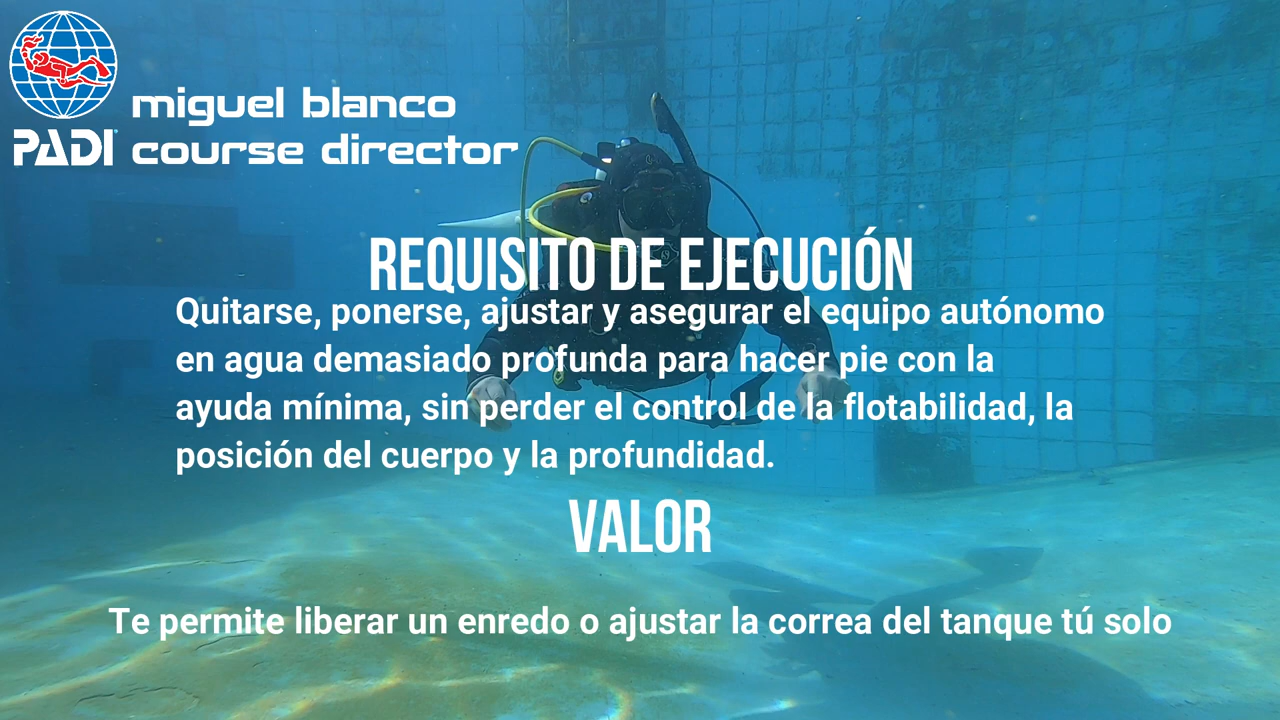 miguel blanco
PADI course director
REQUISITO DE EJECUCIÓN
Quitarse, ponerse, ajustar y asegurar el equipo autónomo
en agua demasiado profunda para hacer pie con la
ayuda mínima, sin perder el control de la flotabilidad, la
posición del cuerpo y la profundidad.
VALOR
Te permite liberar un enredo o ajustar la correa del tanque tú solo